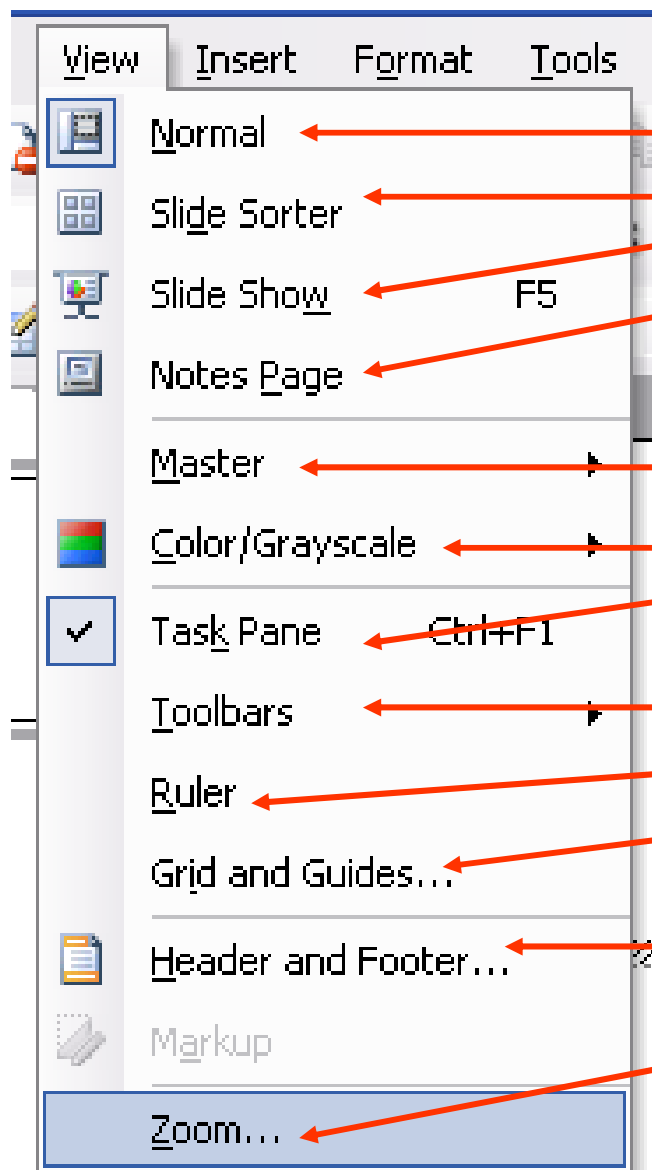 View Insert Format Tools
Normal
Slide Sorter
Slide Show F5
Notes Page
Master
Color/Grayscale
Task Pane Ctrl+F1
Toolbars
Ruler
Grid and Guides...
Header and Footer...
Markup
Zoom...